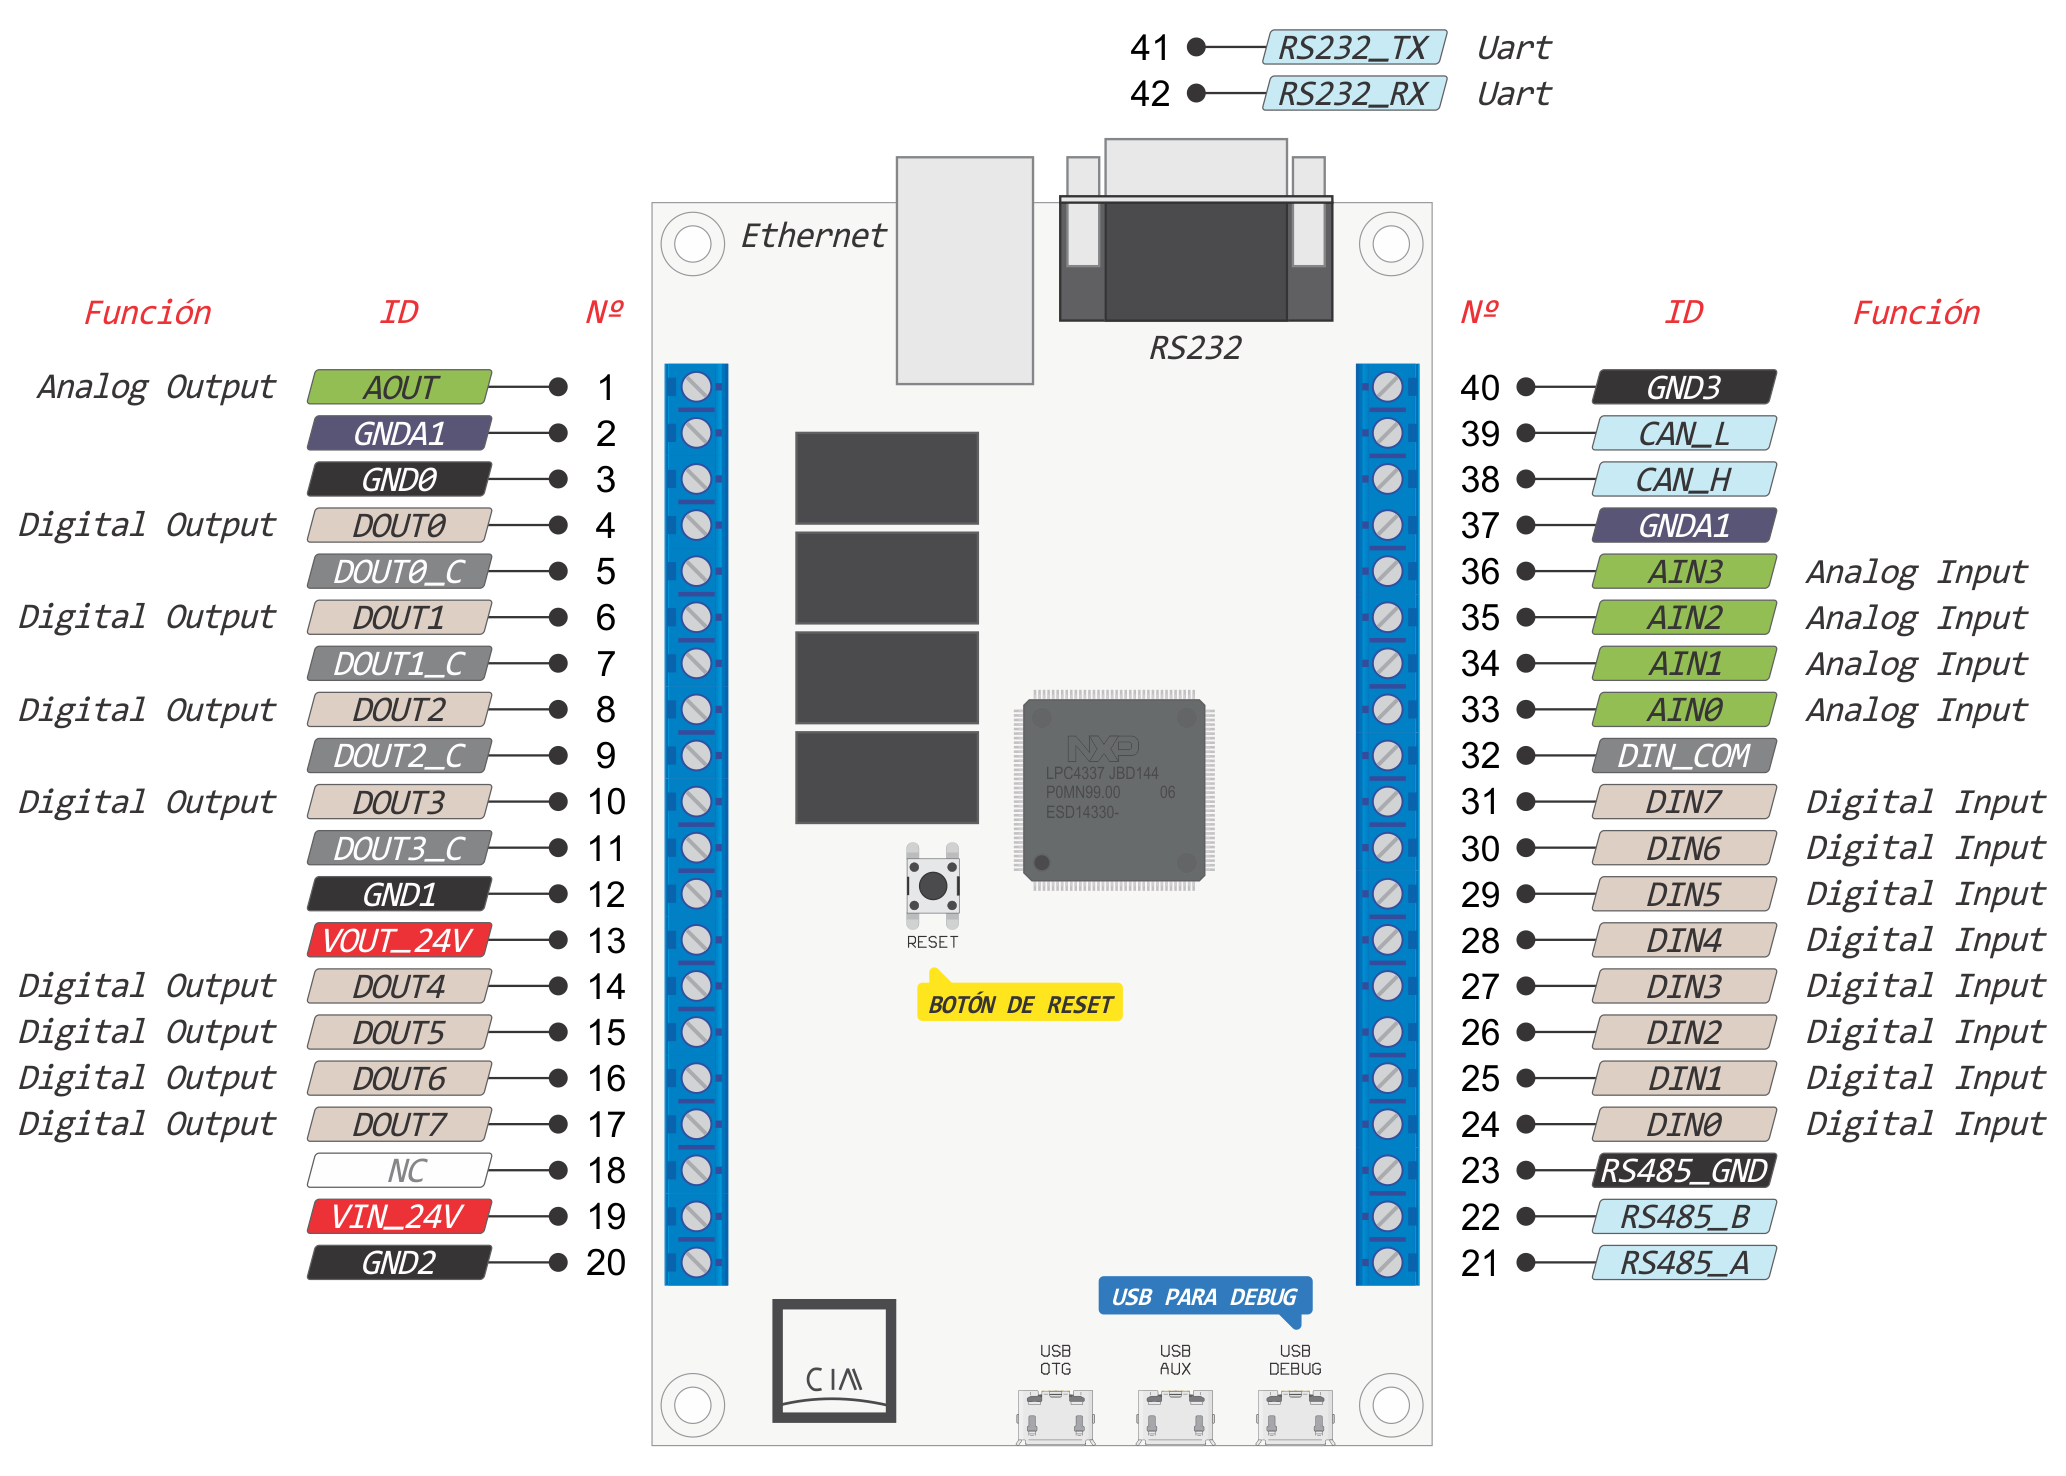 41 RS232_TX Uart
42 RS232_RX Uart
Ethernet
RS232
Función ID Nº
Analog Output AOUT 1
GNDA1 2
GND0 3
Digital Output DOUT0 4
DOUT0_C 5
Digital Output DOUT1 6
DOUT1_C 7
Digital Output DOUT2 8
DOUT2_C 9
Digital Output DOUT3 10
DOUT3_C 11
GND1 12
VOUT_24V 13
Digital Output DOUT4 14
Digital Output DOUT5 15
Digital Output DOUT6 16
Digital Output DOUT7 17
NC 18
VIN_24V 19
GND2 20
NXP
LPC4337 JBD144
P0MN99.00 06
ESD14330-
RESET
BOTÓN DE RESET
Nº ID Función
40 GND3
39 CAN_L
38 CAN_H
37 GNDA1
36 AIN3 Analog Input
35 AIN2 Analog Input
34 AIN1 Analog Input
33 AIN0 Analog Input
32 DIN_COM
31 DIN7 Digital Input
30 DIN6 Digital Input
29 DIN5 Digital Input
28 DIN4 Digital Input
27 DIN3 Digital Input
26 DIN2 Digital Input
25 DIN1 Digital Input
24 DIN0 Digital Input
23 RS485_GND
22 RS485_B
21 RS485_A
USB PARA DEBUG
USB OTG
USB AUX
USB DEBUG
CIAA